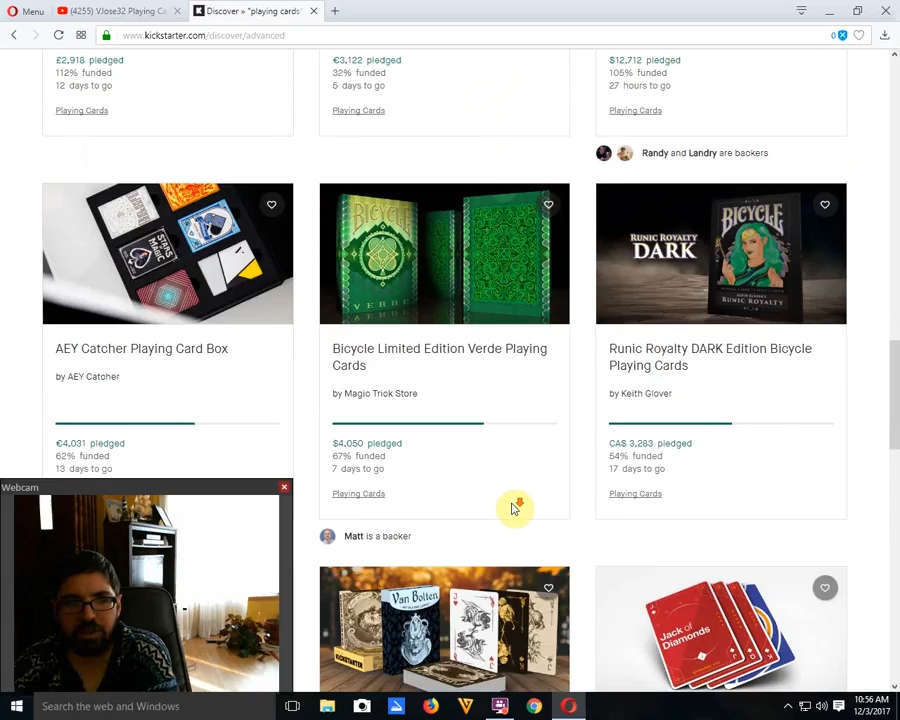 Menu
(4255) VJose32 Playing Ca
Discover » "playing cards"
www.kickstarter.com/discover/advanced
0
£2,918 pledged
112% funded
12 days to go
Playing Cards
€3,122 pledged
32% funded
5 days to go
Playing Cards
$12,712 pledged
105% funded
27 hours to go
Playing Cards
Randy and Landry are backers
STARS OF MAGIC
AEY Catcher Playing Card Box
by AEY Catcher
€4,031 pledged
62% funded
13 days to go
BICYCLE
VERDE
Bicycle Limited Edition Verde Playing
Cards
by Magic Trick Store
$4,050 pledged
67% funded
7 days to go
Playing Cards
Matt is a backer
RUNIC ROYALTY
DARK
BICYCLE
RUNIC ROYALTY
Runic Royalty DARK Edition Bicycle
Playing Cards
by Keith Glover
CA$ 3,283 pledged
54% funded
17 days to go
Playing Cards
Webcam
VAN BOLTEN
KICKSTARTER
Jack of
Diamonds
Search the web and Windows
10:56 AM
12/3/2017